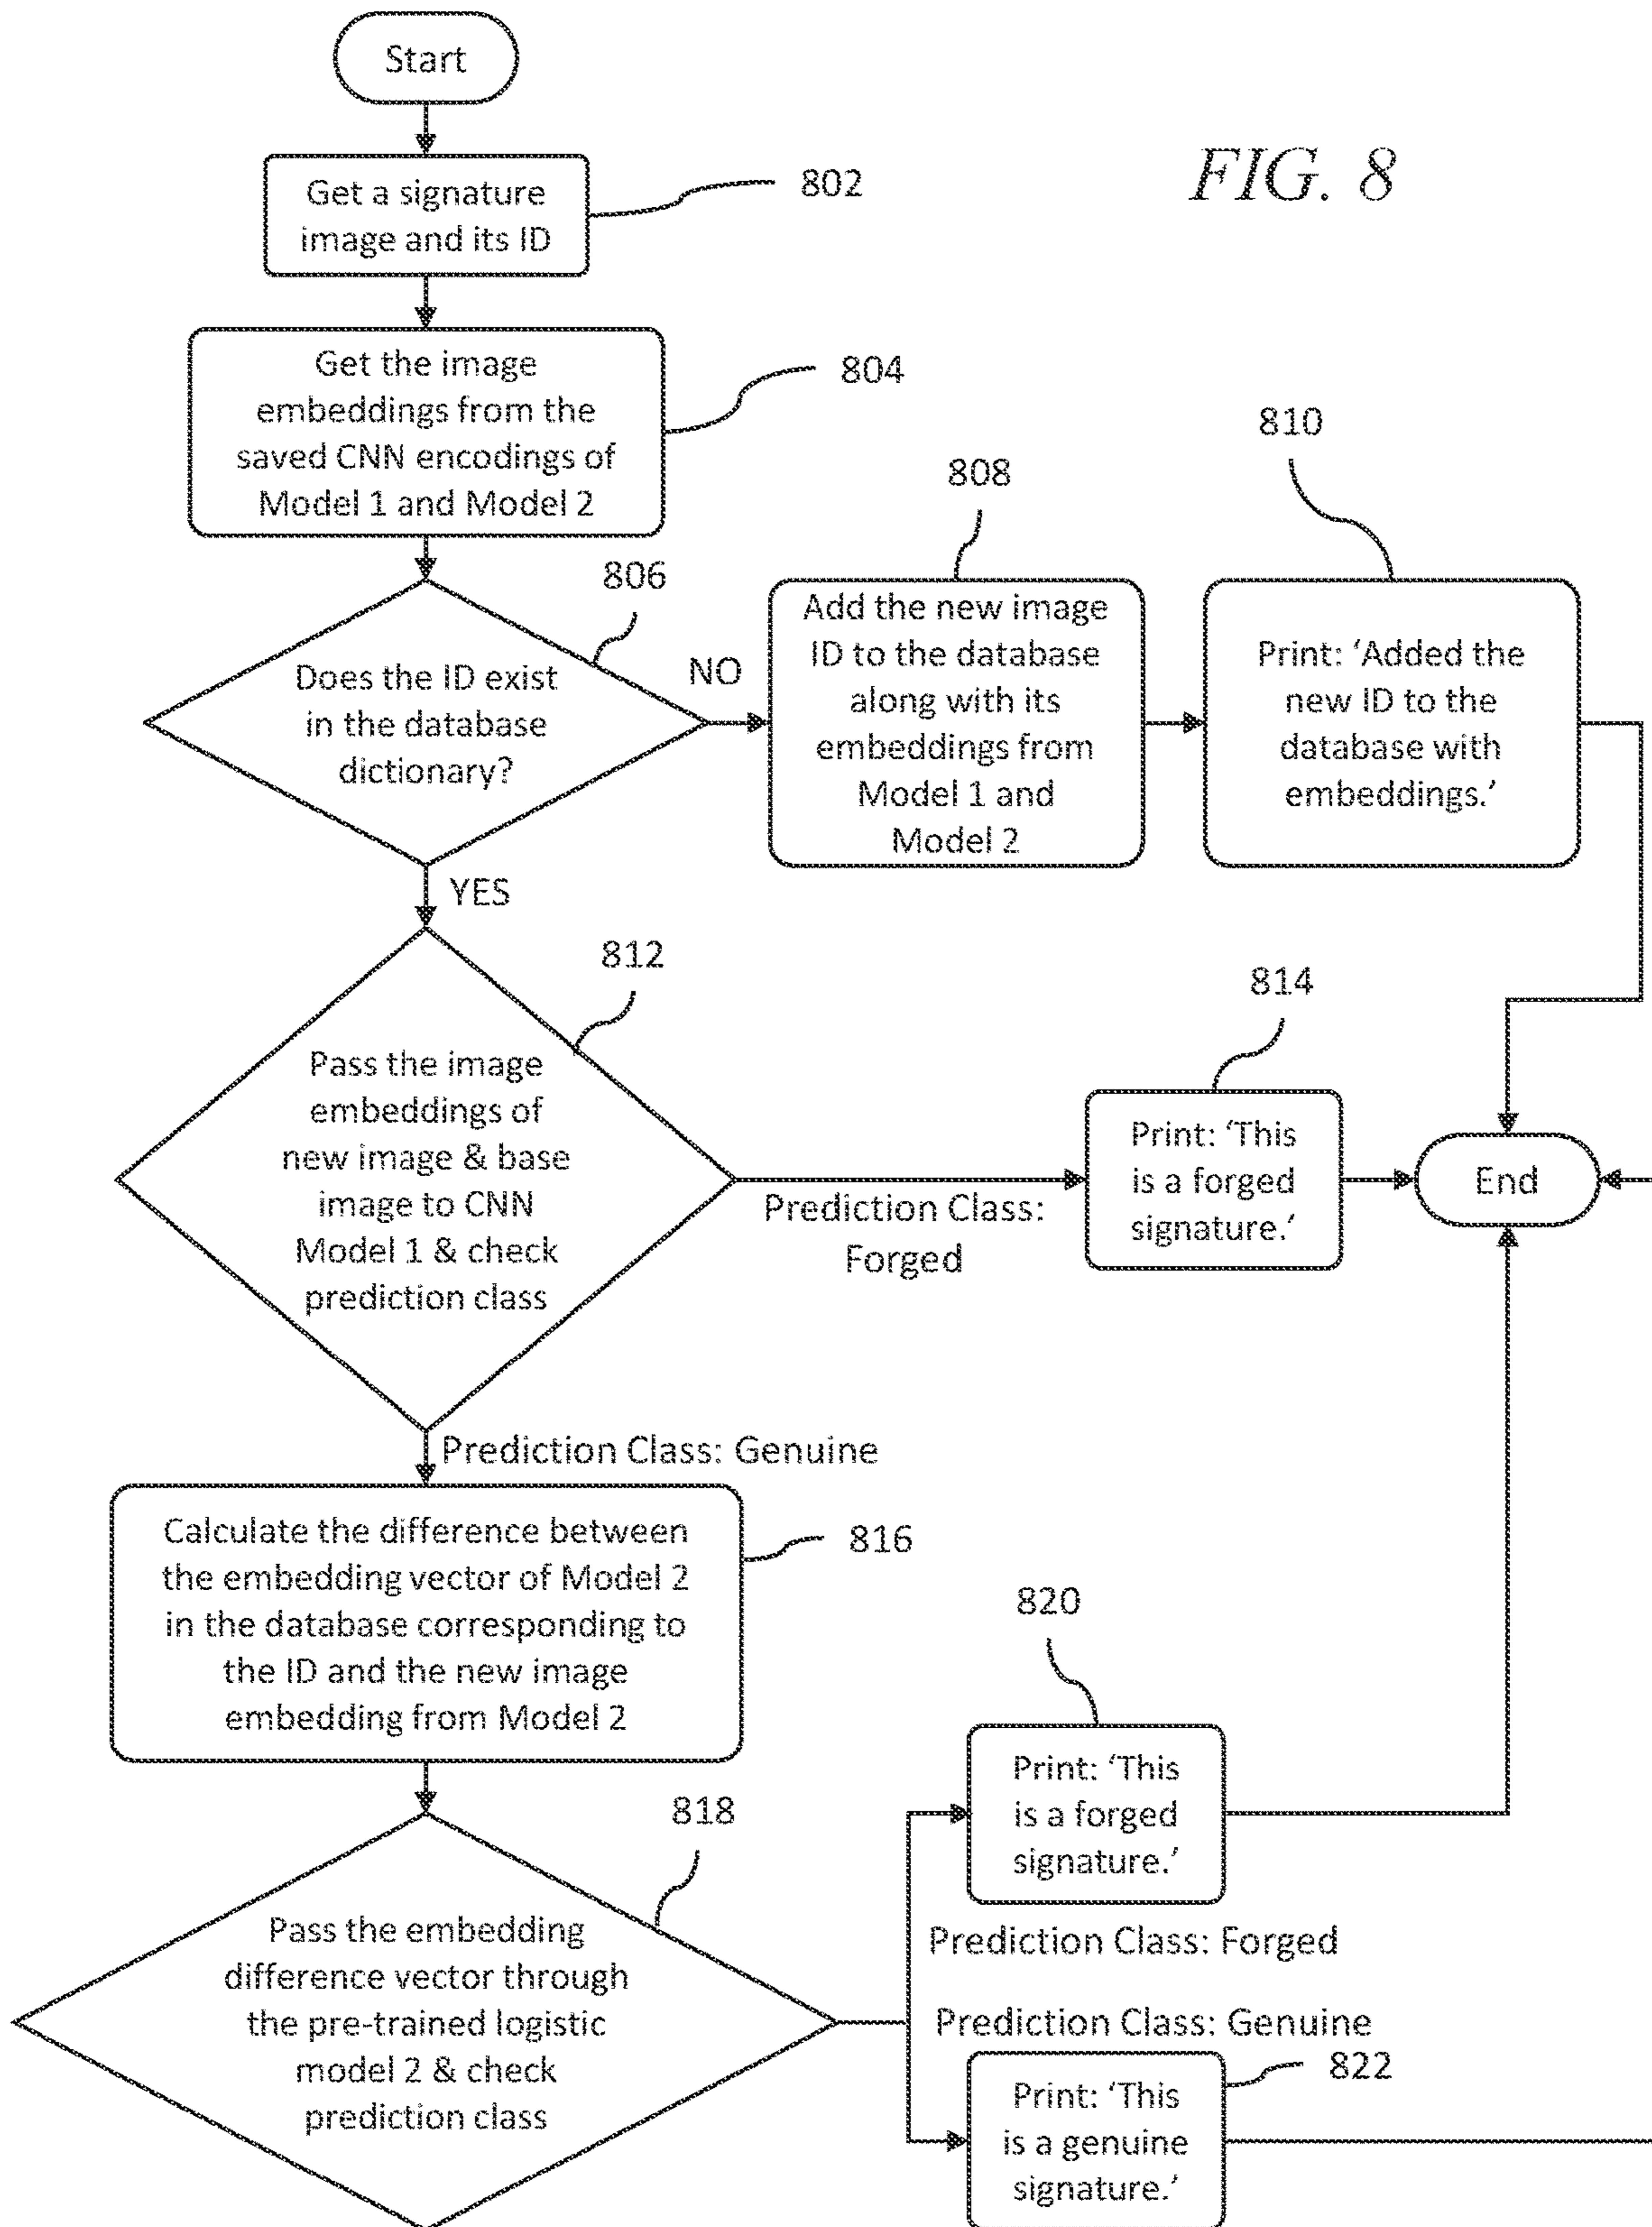 Start
FIG. 8
802
Get a signature
image and its ID
804
Get the image
embeddings from the
saved CNN encodings of
Model 1 and Model 2
806
Does the ID exist
in the database
dictionary?
NO
808
Add the new image
ID to the database
along with its
embeddings from
Model 1 and
Model 2
810
Print: ‘Added the
new ID to the
database with
embeddings.’
YES
812
Pass the image
embeddings of
new image & base
image to CNN
Model 1 & check
prediction class
Prediction Class:
Forged
814
Print: ‘This
is a forged
signature.’
End
Prediction Class: Genuine
816
Calculate the difference between
the embedding vector of Model 2
in the database corresponding to
the ID and the new image
embedding from Model 2
818
Pass the embedding
difference vector through
the pre-trained logistic
model 2 & check
prediction class
820
Print: ‘This
is a forged
signature.’
Prediction Class: Forged
Prediction Class: Genuine
822
Print: ‘This
is a genuine
signature.’